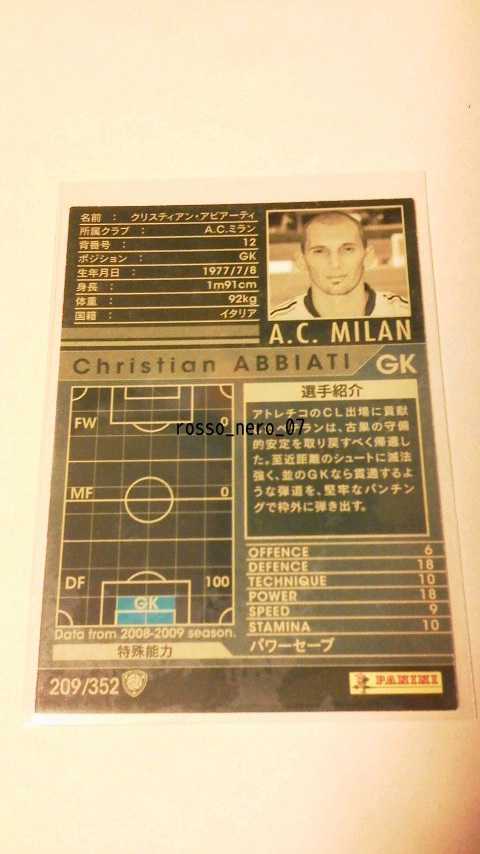 名前 : クリスティアン・アビアーティ
所属クラブ : A.C.ミラン
背番号 : 12
ポジション : GK
生年月日 : 1977/7/8
身長 : 1m91cm
体重 : 92kg
国籍 : イタリア
A.C. MILAN
Christian ABBIATI GK
選手紹介
アトレチコのCL出場に貢献
ベテランは、古巣の守備
的安定を取り戻すべく帰還し
た。至近距離のシュートに滅法
強く、並のGKなら貫通するよ
うな弾道を、堅牢なパンチン
グで枠外に弾き出す。
rosso_nero_07
FW 0
MF 0
DF 100
GK
Data from 2008-2009 season.
OFFENCE 6
DEFENCE 18
TECHNIQUE 10
POWER 18
SPEED 9
STAMINA 10
特殊能力 パワーセーブ
209/352
PANINI